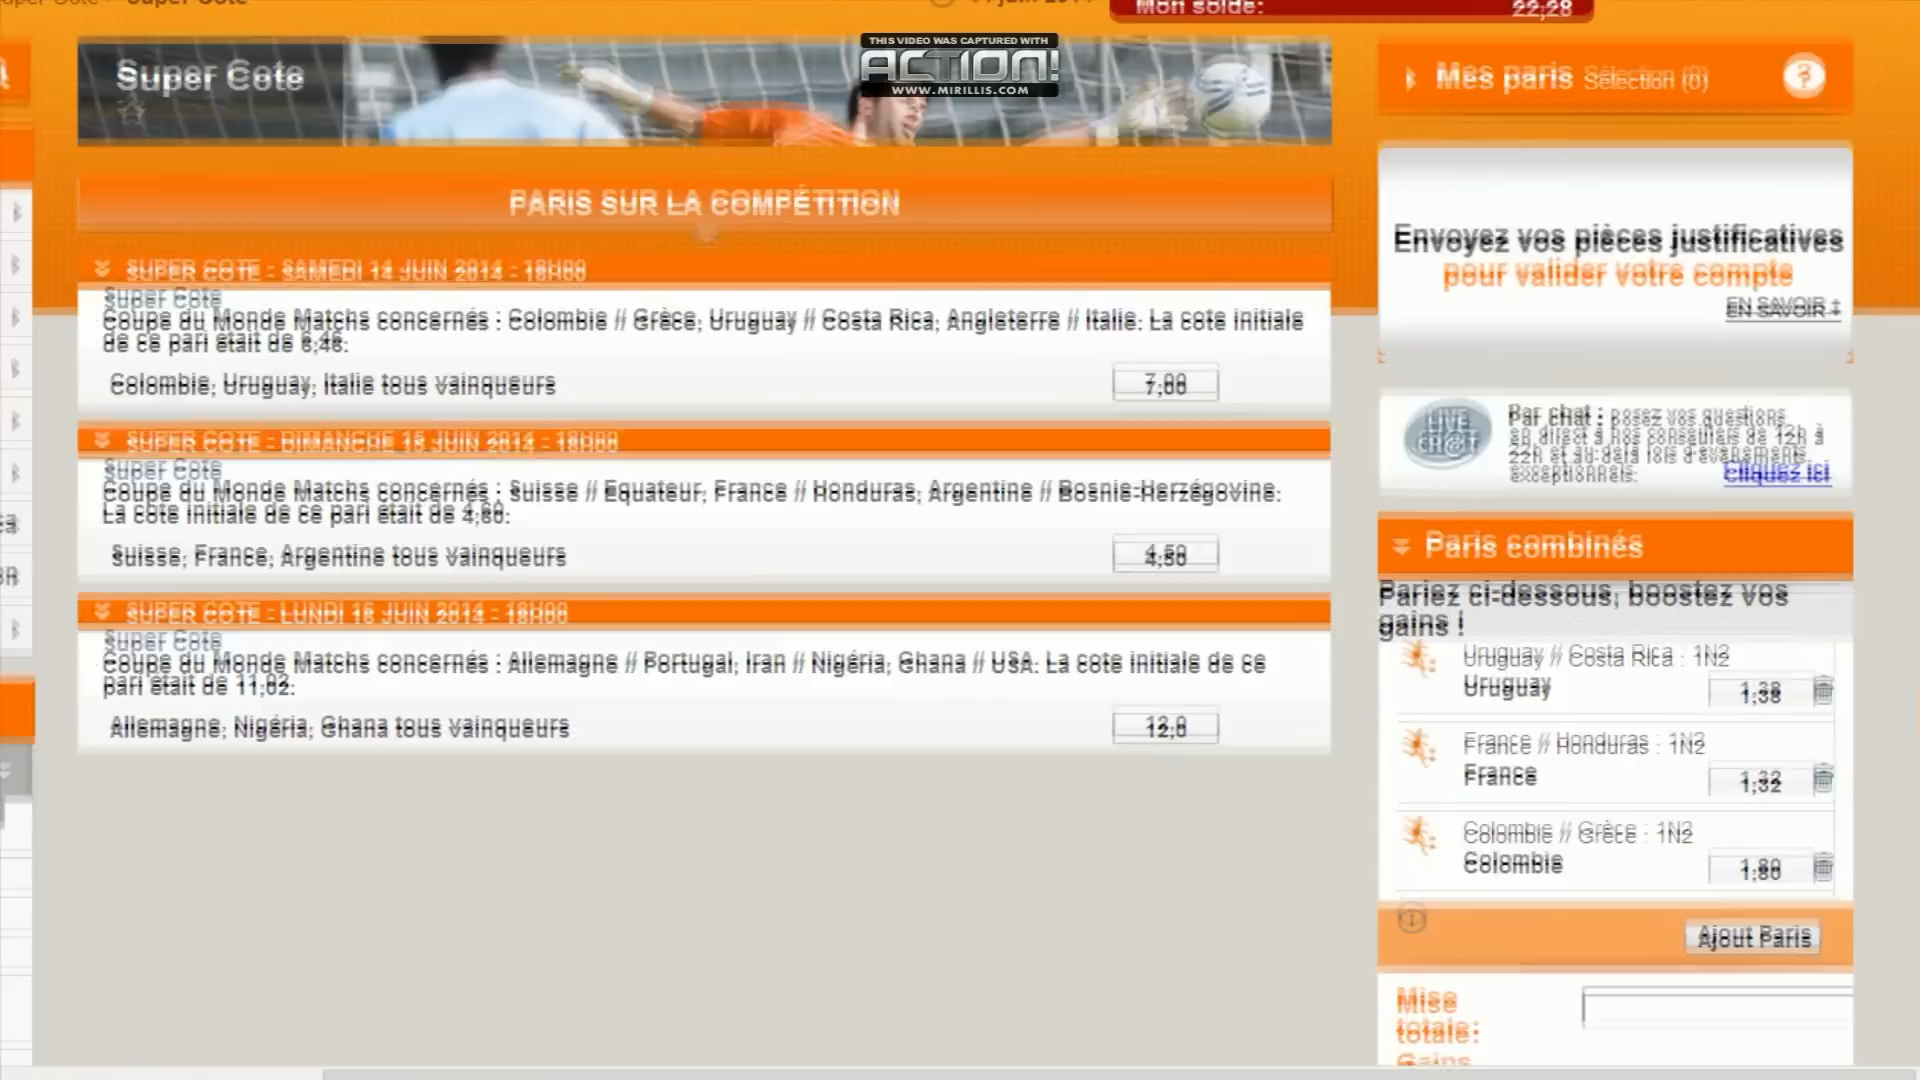 Super Cote
Mon solde:
22,28
THIS VIDEO WAS CAPTURED WITH
ACTION!
WWW.MIRILLIS.COM
Super Cote
PARIS SUR LA COMPÉTITION
SUPER COTE - SAMEDI 14 JUIN 2014 - 18H00
Super Cote
Coupe du Monde Matchs concernés : Colombie // Grèce, Uruguay // Costa Rica, Angleterre // Italie. La cote initiale
de ce pari était de 6,46.
Colombie, Uruguay, Italie tous vainqueurs
7,00
SUPER COTE - DIMANCHE 15 JUIN 2014 - 18H00
Super Cote
Coupe du Monde Matchs concernés : Suisse // Equateur, France // Honduras, Argentine // Bosnie-Herzégovine.
La cote initiale de ce pari était de
Suisse, France, Argentine tous vainqueurs
4,50
SUPER COTE - LUNDI 16 JUIN 2014 - 18H00
Super Cote
Coupe du Monde Matchs concernés : Allemagne // Portugal, Iran // Nigéria, Ghana // USA. La cote initiale de ce
pari était de 11,02.
Allemagne, Nigéria, Ghana tous vainqueurs
12,0
Mes paris Sélection (0)
?
Envoyez vos pièces justificatives
pour valider votre compte
EN SAVOIR +
LIVE
CH@T
Par chat : posez vos questions
en direct à nos conseillers de 12h à
22h et au delà lors d'évènements
exceptionnels.
Cliquez ici
Paris combinés
Pariez ci-dessous, boostez vos
gains !
Uruguay // Costa Rica : 1N2
Uruguay
1,38
France // Honduras : 1N2
France
1,32
Colombie // Grèce : 1N2
Colombie
1,80
Ajout Paris
Mise
totale:
Gains